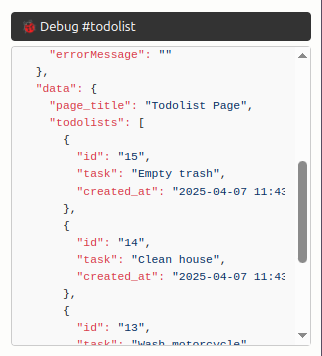 🐞 Debug #todolist
"errorMessage": ""
},
"data": {
"page_title": "Todolist Page",
"todolists": [
{
"id": "15",
"task": "Empty trash",
"created_at": "2025-04-07 11:43
},
{
"id": "14",
"task": "Clean house",
"created_at": "2025-04-07 11:43
},
{
"id": "13",
"task": "Wash motorcycle"